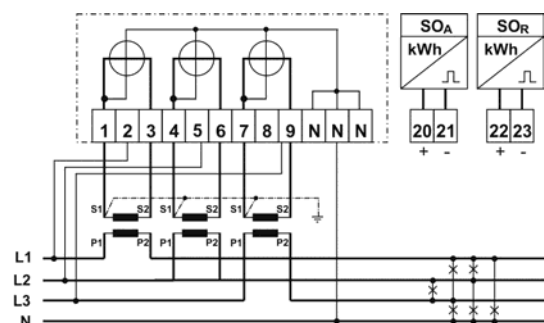 SOA
kWh
SOR
kWh
1 2 3 4 5 6 7 8 9 N N N
20 21
22 23
+ -
+ -
S1 S2 S1 S2 S1 S2
P1 P2 P1 P2 P1 P2
L1
L2
L3
N